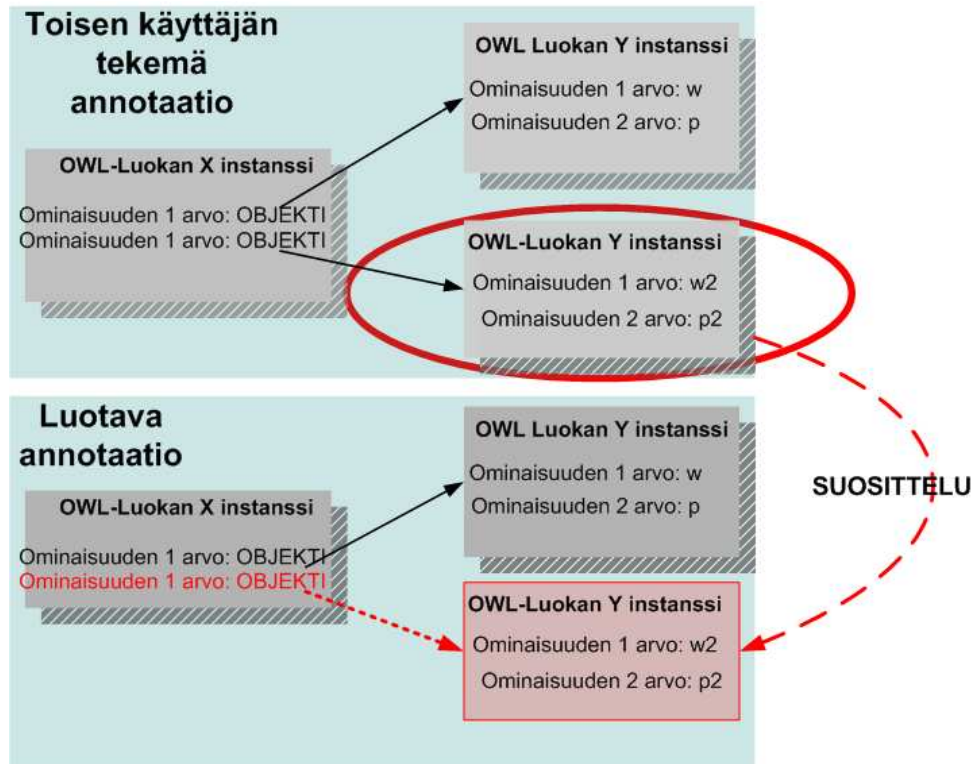 Toisen käyttäjän
tekemä
annotaatio
OWL-Luokan X instanssi
Ominaisuuden 1 arvo: OBJEKTI
Ominaisuuden 1 arvo: OBJEKTI
OWL Luokan Y instanssi
Ominaisuuden 1 arvo: w
Ominaisuuden 2 arvo: p
OWL-Luokan Y instanssi
Ominaisuuden 1 arvo: w2
Ominaisuuden 2 arvo: p2
Luotava
annotaatio
OWL-Luokan X instanssi
Ominaisuuden 1 arvo: OBJEKTI
Ominaisuuden 1 arvo: OBJEKTI
OWL Luokan Y instanssi
Ominaisuuden 1 arvo: w
Ominaisuuden 2 arvo: p
OWL-Luokan Y instanssi
Ominaisuuden 1 arvo: w2
Ominaisuuden 2 arvo: p2
SUOSITTELU